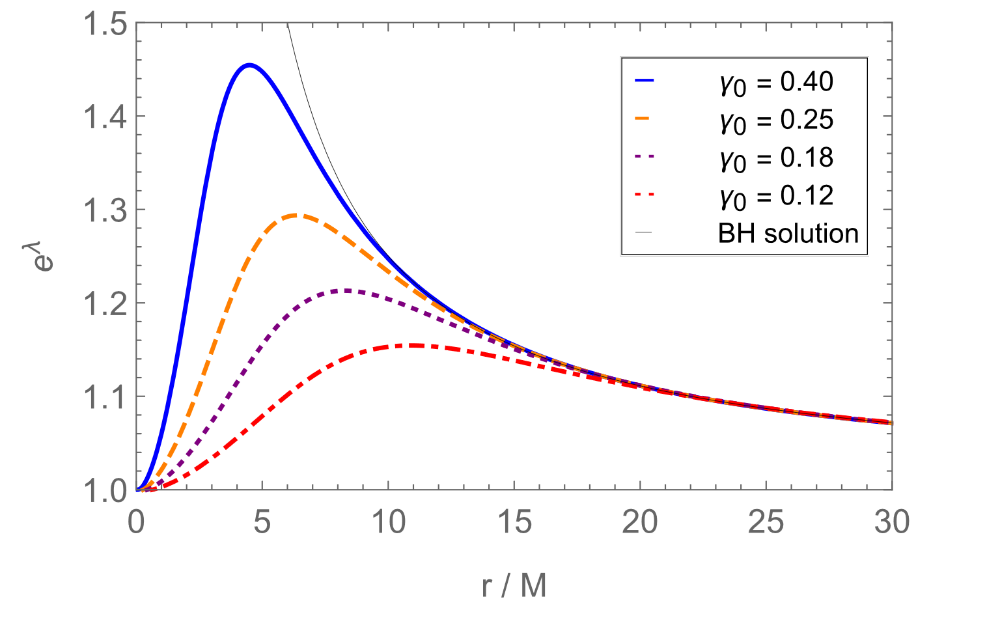 1.5
1.4
1.3
1.2
1.1
1.0
e^λ
0 5 10 15 20 25 30
r / M
γ₀ = 0.40
γ₀ = 0.25
γ₀ = 0.18
γ₀ = 0.12
BH solution